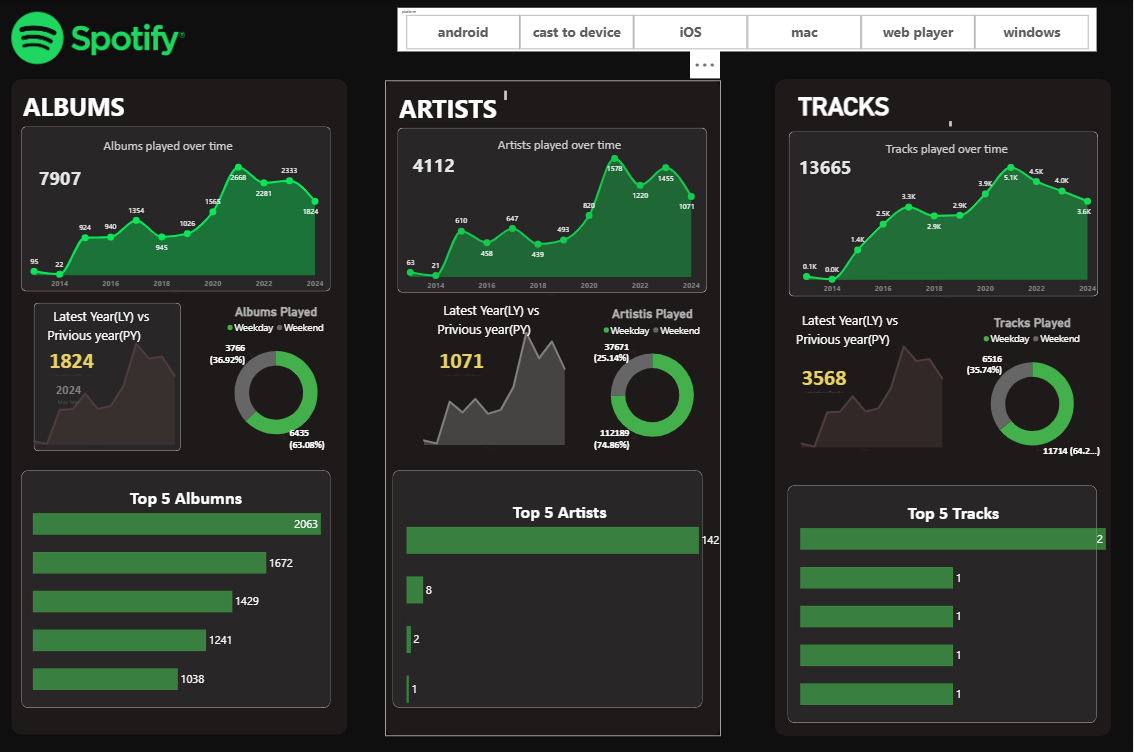 Spotify
platform
android
cast to device
iOS
mac
web player
windows
ALBUMS
Albums played over time
7907
95
22
924
940
1354
945
1026
1565
2668
2281
2333
1824
2014
2016
2018
2020
2022
2024
Latest Year(LY) vs
Privious year(PY)
1824
2024
Albums Played
Weekday
Weekend
3766
(36.92%)
6435
(63.08%)
Top 5 Albumns
2063
1672
1429
1241
1038
ARTISTS
Artists played over time
4112
63
21
610
458
647
439
493
820
1578
1220
1455
1071
2014
2016
2018
2020
2022
2024
Latest Year(LY) vs
Privious year(PY)
1071
Artistis Played
Weekday
Weekend
37671
(25.14%)
112189
(74.86%)
Top 5 Artists
142
8
2
1
TRACKS
Tracks played over time
13665
0.1K
0.0K
1.4K
2.5K
3.3K
2.9K
2.9K
3.9K
5.1K
4.5K
4.0K
3.6K
2014
2016
2018
2020
2022
2024
Latest Year(LY) vs
Privious year(PY)
3568
Tracks Played
Weekday
Weekend
6516
(35.74%)
11714 (64.2...)
Top 5 Tracks
2
1
1
1
1